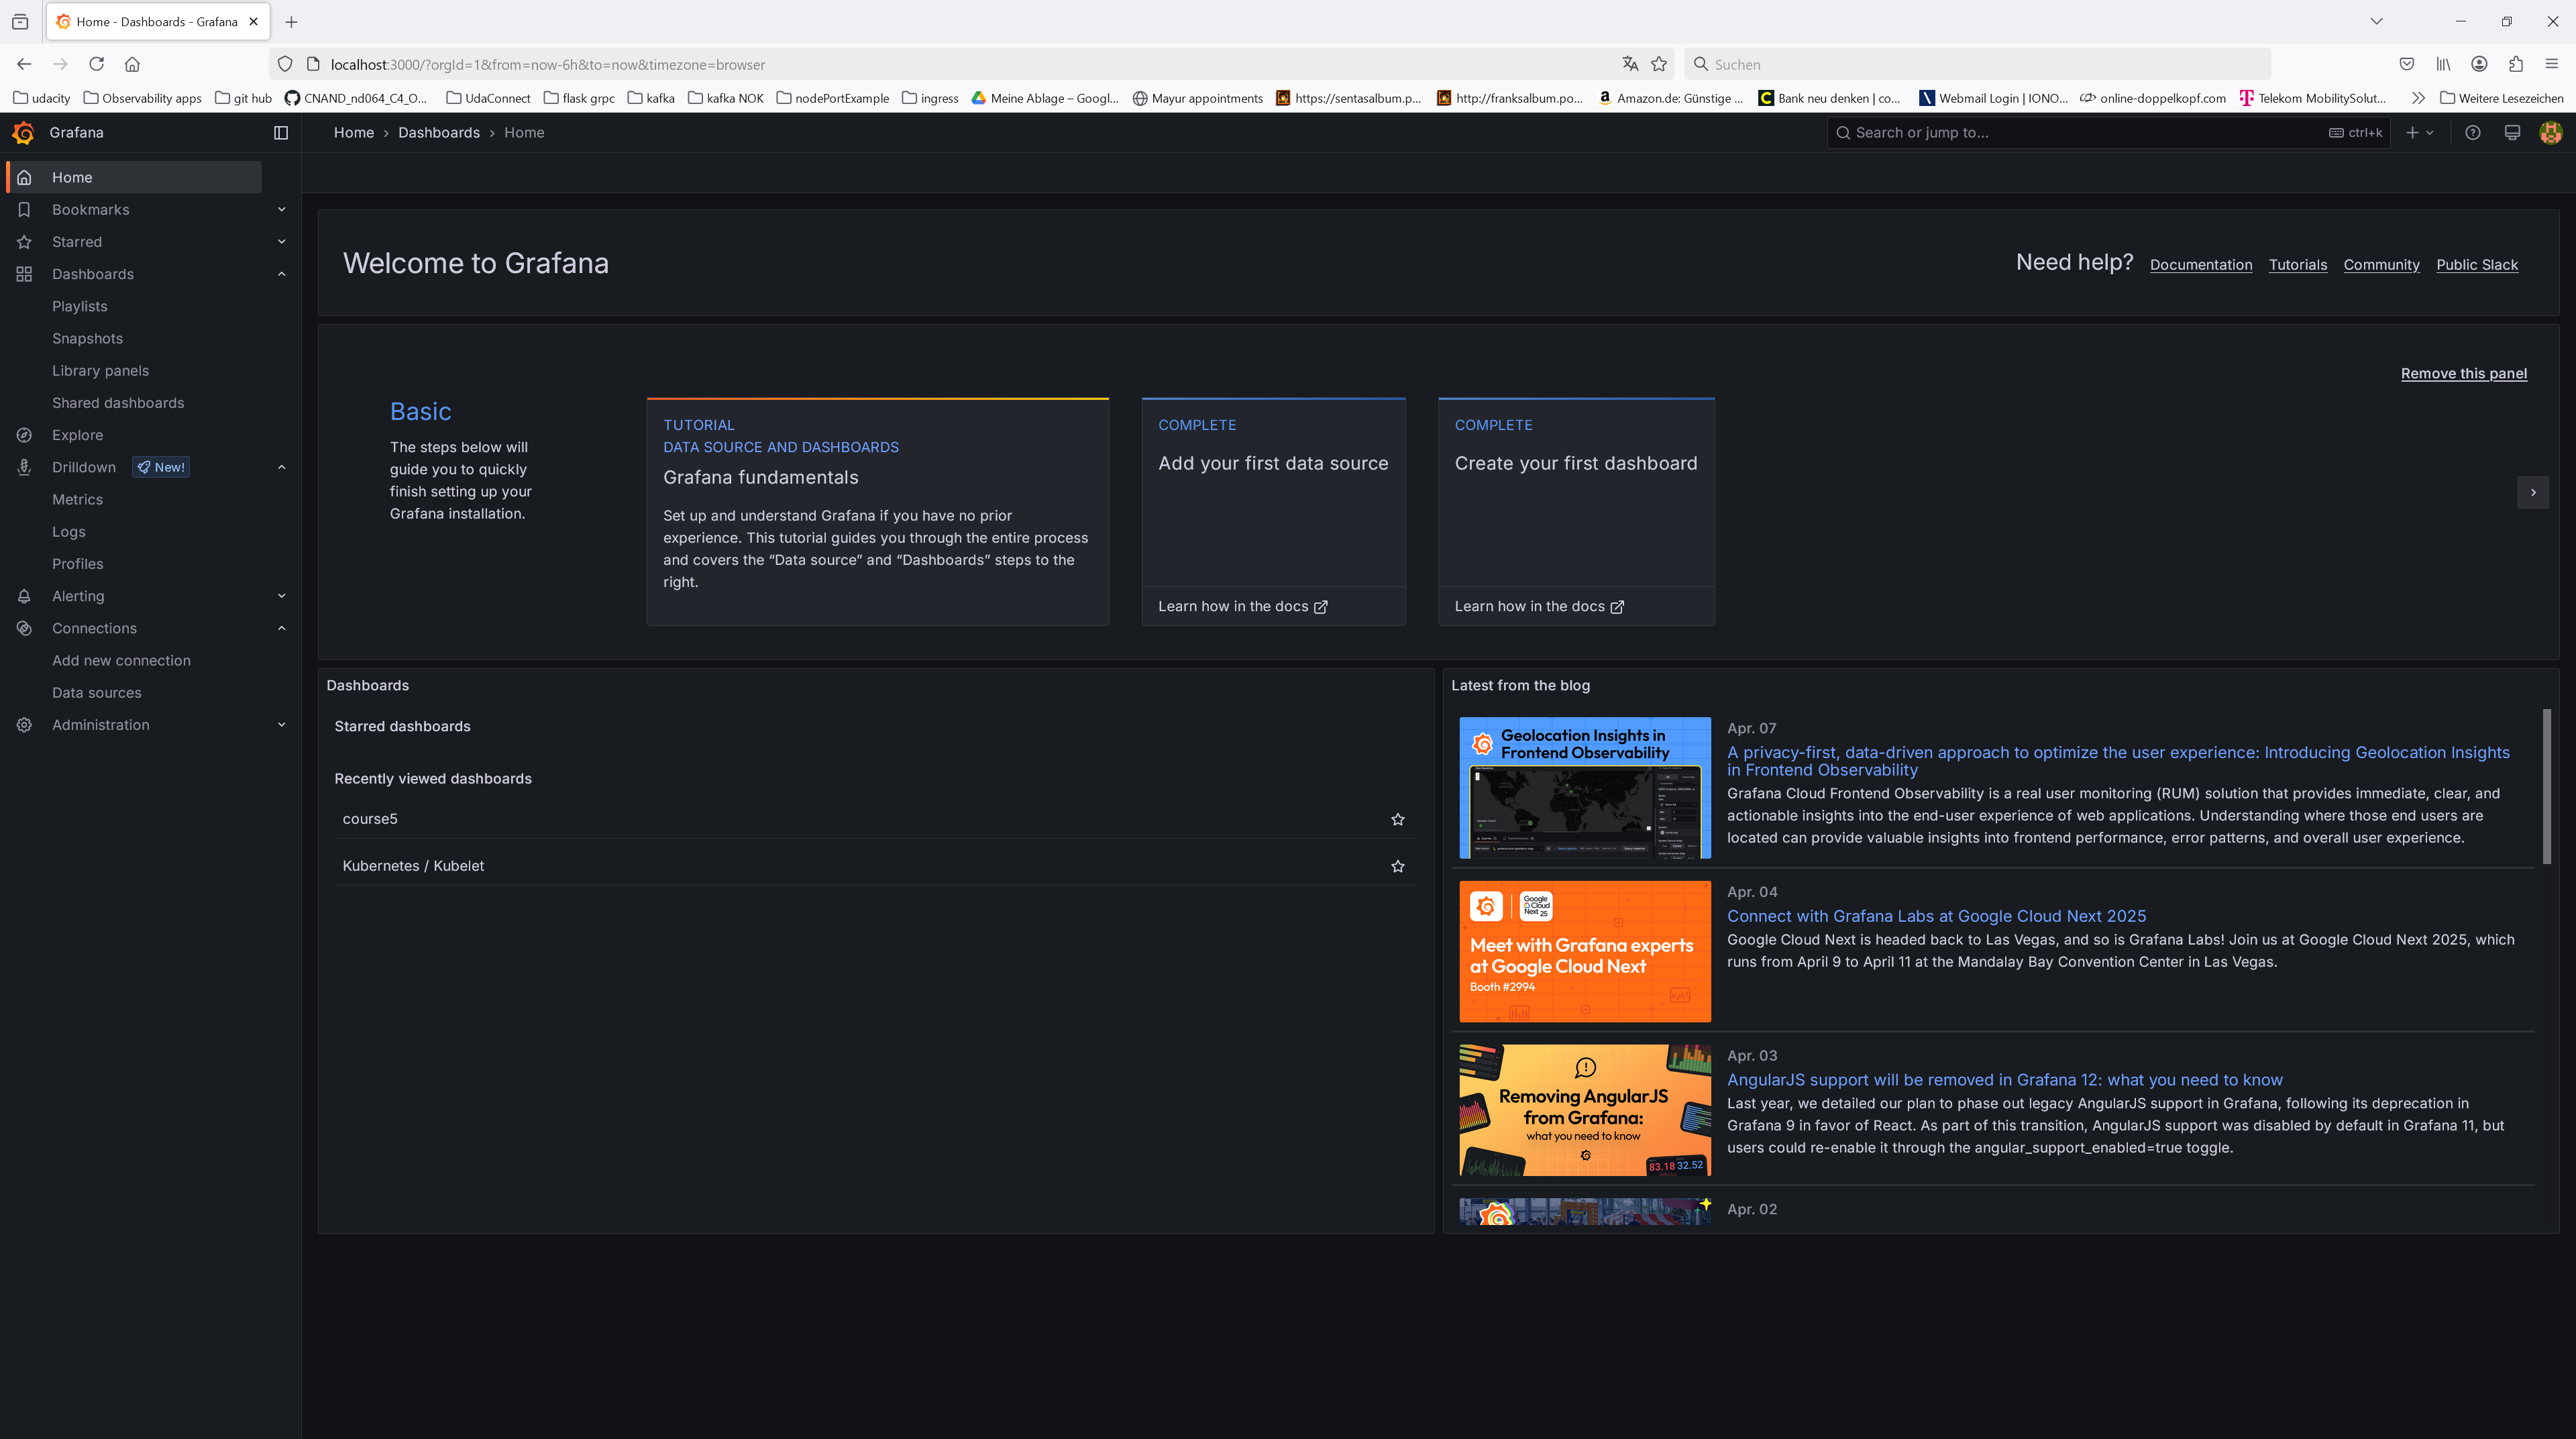 Home - Dashboards - Grafana
localhost:3000/?orgId=1&from=now-6h&to=now&timezone=browser
Suchen
udacity
Observability apps
git hub
CNAND_nd064_C4_O...
UdaConnect
flask grpc
kafka
kafka NOK
nodePortExample
ingress
Meine Ablage – Googl...
Mayur appointments
https://sentasalbum.p...
http://franksalbum.po...
Amazon.de: Günstige ...
Bank neu denken | co...
Webmail Login | IONO...
online-doppelkopf.com
Telekom MobilitySolut...
Weitere Lesezeichen
Grafana
Home › Dashboards › Home
Search or jump to...
ctrl+k
Home
Bookmarks
Starred
Dashboards
Playlists
Snapshots
Library panels
Shared dashboards
Explore
Drilldown New!
Metrics
Logs
Profiles
Alerting
Connections
Add new connection
Data sources
Administration
Welcome to Grafana
Need help? Documentation Tutorials Community Public Slack
Remove this panel
Basic
The steps below will
guide you to quickly
finish setting up your
Grafana installation.
TUTORIAL
DATA SOURCE AND DASHBOARDS
Grafana fundamentals
Set up and understand Grafana if you have no prior
experience. This tutorial guides you through the entire process
and covers the “Data source” and “Dashboards” steps to the
right.
COMPLETE
Add your first data source
Learn how in the docs
COMPLETE
Create your first dashboard
Learn how in the docs
Dashboards
Starred dashboards
Recently viewed dashboards
course5
Kubernetes / Kubelet
Latest from the blog
Geolocation Insights in
Frontend Observability
Apr. 07
A privacy-first, data-driven approach to optimize the user experience: Introducing Geolocation Insights
in Frontend Observability
Grafana Cloud Frontend Observability is a real user monitoring (RUM) solution that provides immediate, clear, and
actionable insights into the end-user experience of web applications. Understanding where those end users are
located can provide valuable insights into frontend performance, error patterns, and overall user experience.
Google
Cloud
Next 25
Meet with Grafana experts
at Google Cloud Next
Booth #2994
Apr. 04
Connect with Grafana Labs at Google Cloud Next 2025
Google Cloud Next is headed back to Las Vegas, and so is Grafana Labs! Join us at Google Cloud Next 2025, which
runs from April 9 to April 11 at the Mandalay Bay Convention Center in Las Vegas.
Removing AngularJS
from Grafana:
what you need to know
83.18 32.52
Apr. 03
AngularJS support will be removed in Grafana 12: what you need to know
Last year, we detailed our plan to phase out legacy AngularJS support in Grafana, following its deprecation in
Grafana 9 in favor of React. As part of this transition, AngularJS support was disabled by default in Grafana 11, but
users could re-enable it through the angular_support_enabled=true toggle.
Apr. 02